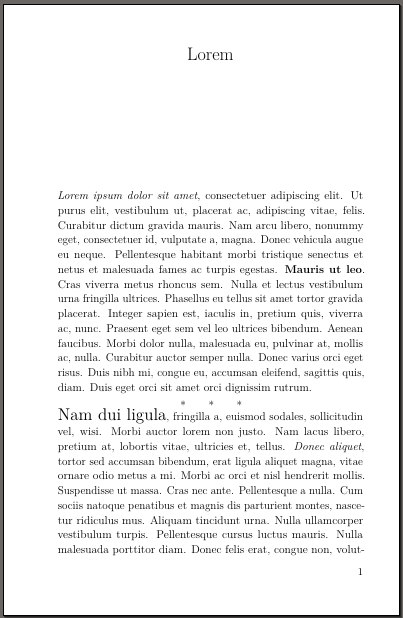 Lorem
Lorem ipsum dolor sit amet, consectetuer adipiscing elit. Ut
purus elit, vestibulum ut, placerat ac, adipiscing vitae, felis.
Curabitur dictum gravida mauris. Nam arcu libero, nonummy
eget, consectetuer id, vulputate a, magna. Donec vehicula augue
eu neque. Pellentesque habitant morbi tristique senectus et
netus et malesuada fames ac turpis egestas. Mauris ut leo.
Cras viverra metus rhoncus sem. Nulla et lectus vestibulum
urna fringilla ultrices. Phasellus eu tellus sit amet tortor gravida
placerat. Integer sapien est, iaculis in, pretium quis, viverra
ac, nunc. Praesent eget sem vel leo ultrices bibendum. Aenean
faucibus. Morbi dolor nulla, malesuada eu, pulvinar at, mollis
ac, nulla. Curabitur auctor semper nulla. Donec varius orci eget
risus. Duis nibh mi, congue eu, accumsan eleifend, sagittis quis,
diam. Duis eget orci sit amet orci dignissim rutrum.
* * *
Nam dui ligula, fringilla a, euismod sodales, sollicitudin
vel, wisi. Morbi auctor lorem non justo. Nam lacus libero,
pretium at, lobortis vitae, ultricies et, tellus. Donec aliquet,
tortor sed accumsan bibendum, erat ligula aliquet magna, vitae
ornare odio metus a mi. Morbi ac orci et nisl hendrerit mollis.
Suspendisse ut massa. Cras nec ante. Pellentesque a nulla. Cum
sociis natoque penatibus et magnis dis parturient montes, nasce-
tur ridiculus mus. Aliquam tincidunt urna. Nulla ullamcorper
vestibulum turpis. Pellentesque cursus luctus mauris. Nulla
malesuada porttitor diam. Donec felis erat, congue non, volut-
1